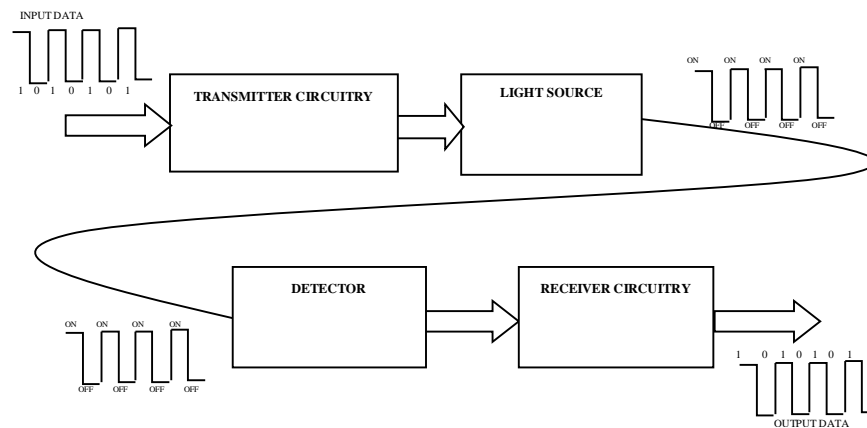 INPUT DATA
1 0 1 0 1 0 1
TRANSMITTER CIRCUITRY
LIGHT SOURCE
ON ON ON ON
OFF OFF OFF OFF
DETECTOR
RECEIVER CIRCUITRY
ON ON ON ON
OFF OFF OFF OFF
1 0 1 0 1 0 1
OUTPUT DATA